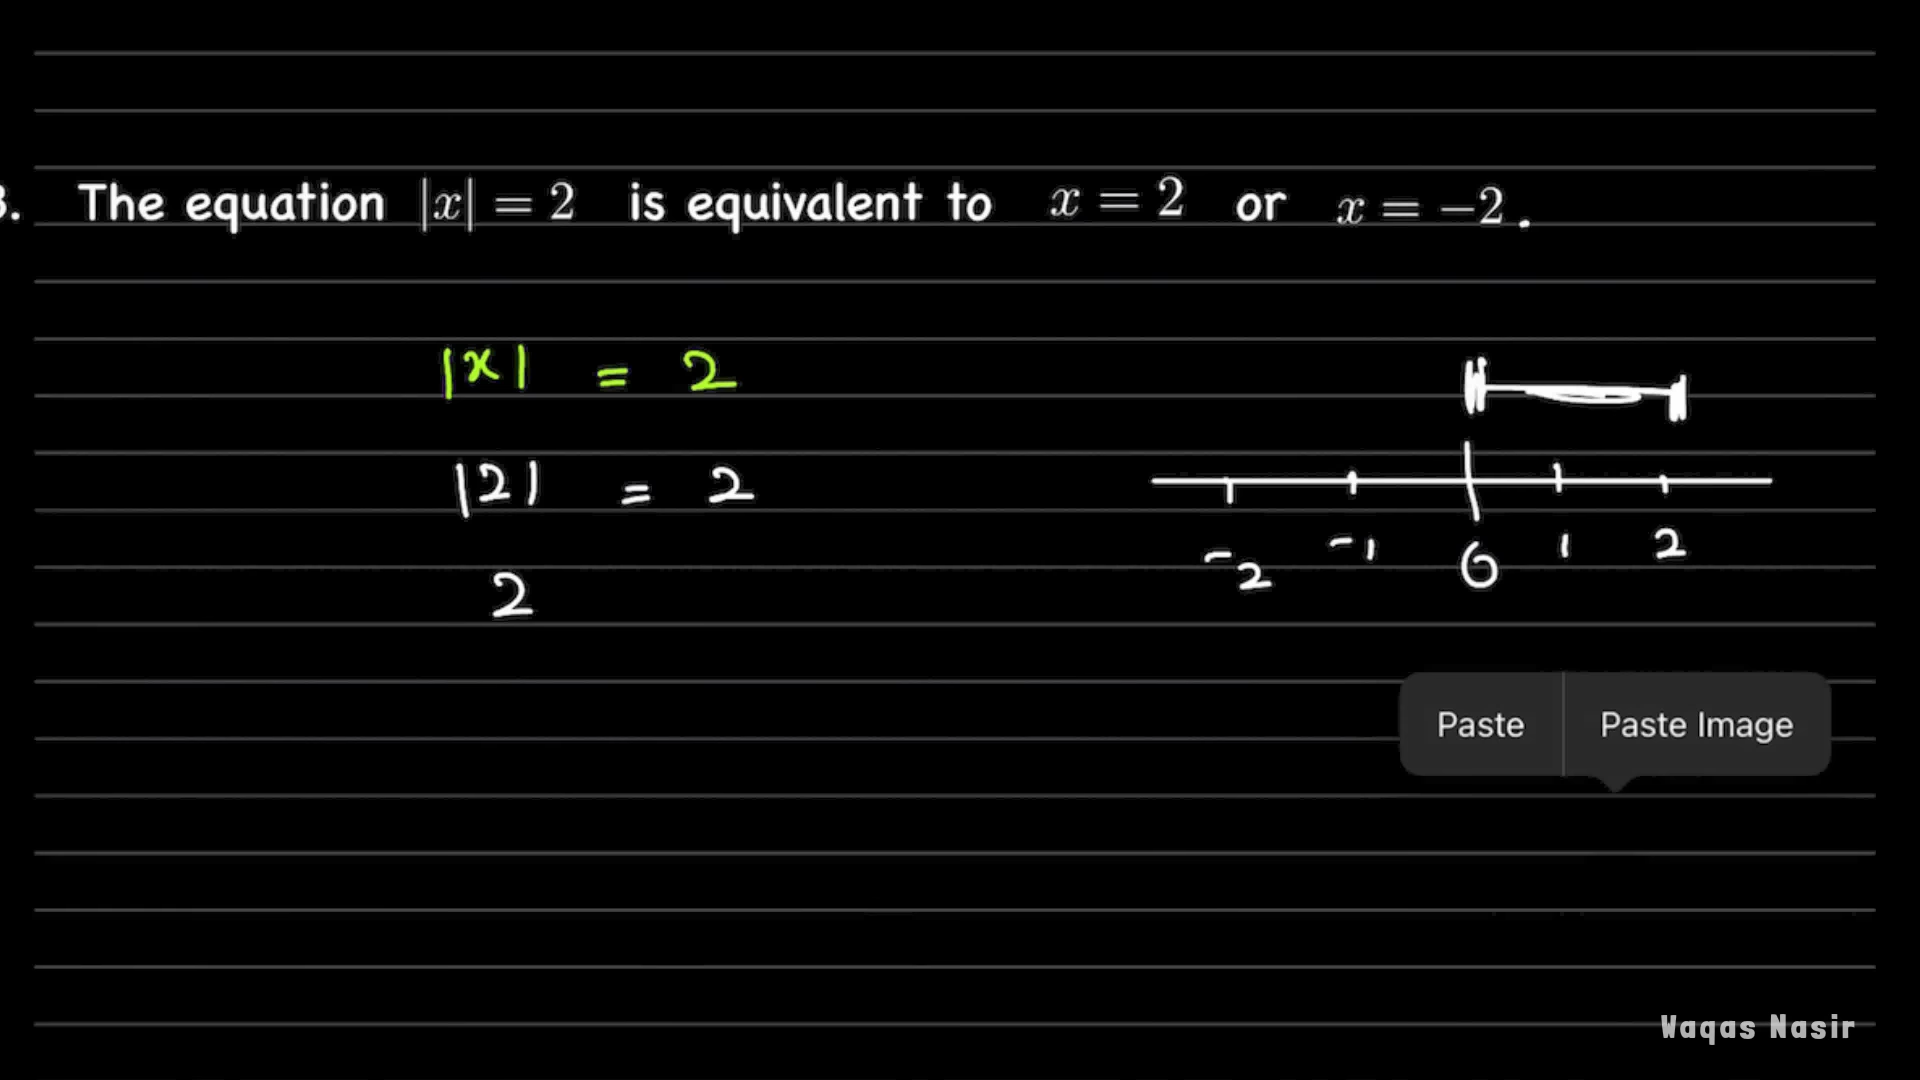 3. The equation |x| = 2 is equivalent to x = 2 or x = −2.
|x| = 2
|2| = 2
2
-2 -1 0 1 2
Paste Paste Image
Waqas Nasir